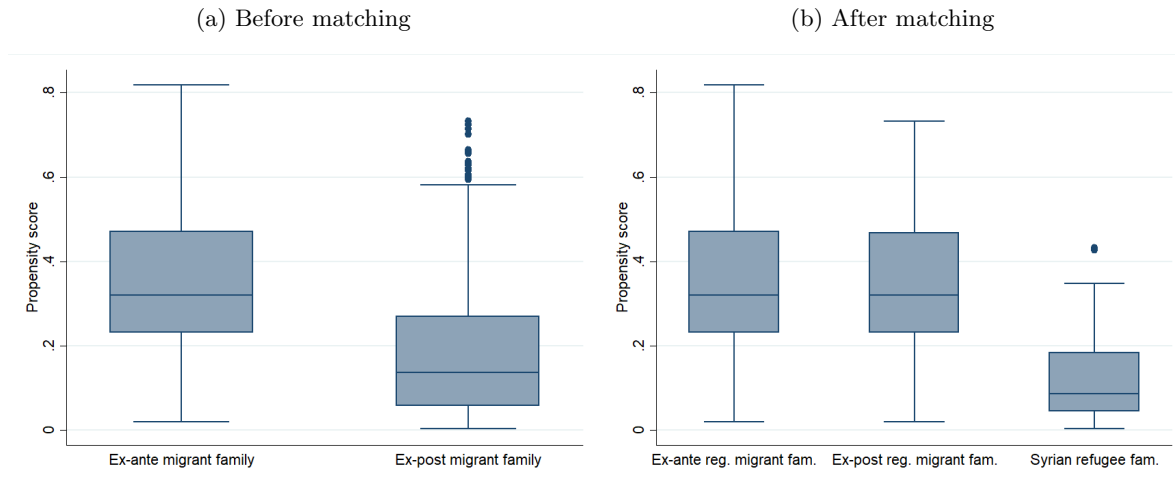 (a) Before matching
Propensity score
.8
.6
.4
.2
0
Ex-ante migrant family
Ex-post migrant family
(b) After matching
Propensity score
.8
.6
.4
.2
0
Ex-ante reg. migrant fam.
Ex-post reg. migrant fam.
Syrian refugee fam.